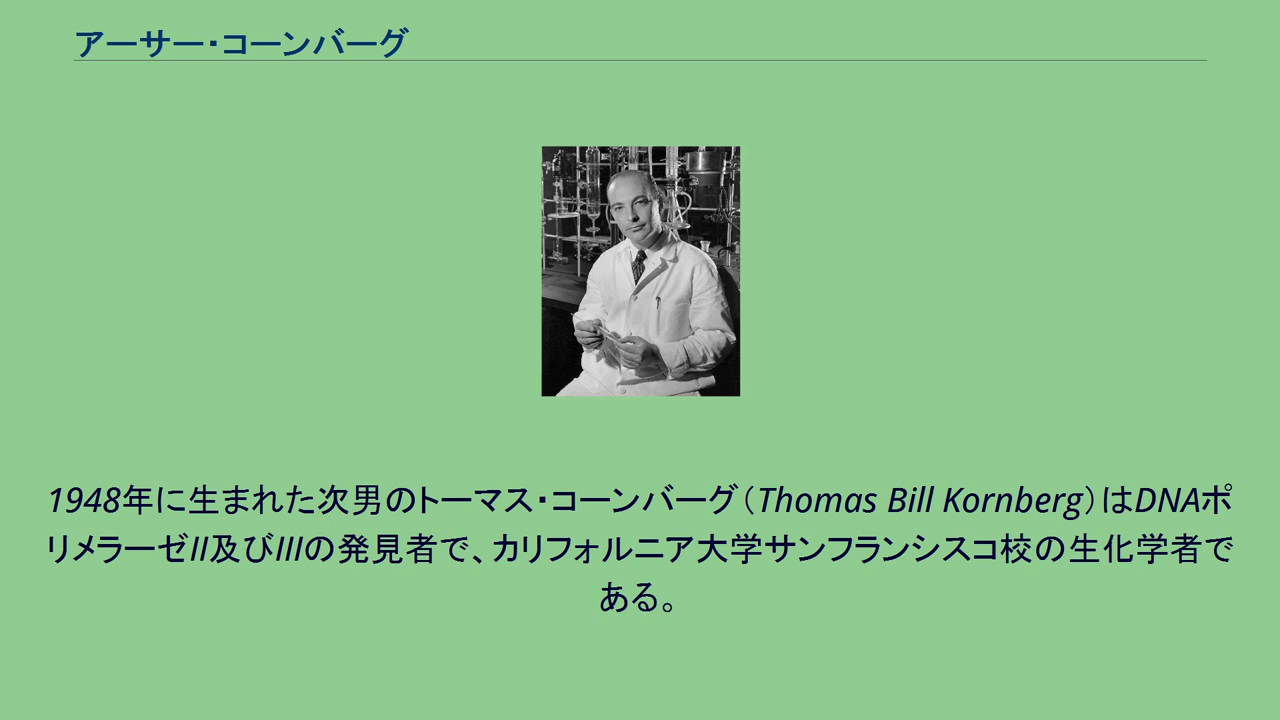 アーサー・コーンバーグ
1948年に生まれた次男のトーマス・コーンバーグ（Thomas Bill Kornberg）はDNAポ
リメラーゼII及びIIIの発見者で、カリフォルニア大学サンフランシスコ校の生化学者で
ある。